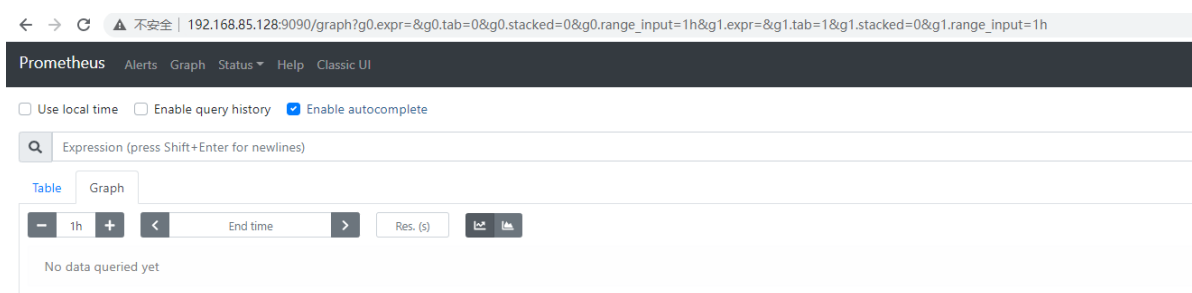 不安全 | 192.168.85.128:9090/graph?g0.expr=&g0.tab=0&g0.stacked=0&g0.range_input=1h&g1.expr=&g1.tab=1&g1.stacked=0&g1.range_input=1h
Prometheus Alerts Graph Status Help Classic UI
Use local time Enable query history Enable autocomplete
Expression (press Shift+Enter for newlines)
Table Graph
1h End time Res. (s)
No data queried yet